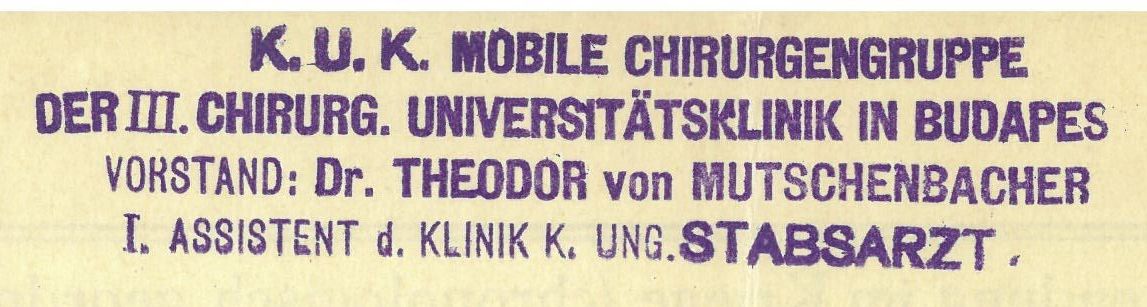 K. U. K. MOBILE CHIRURGENGRUPPE
DER III. CHIRURG. UNIVERSITÄTSKLINIK IN BUDAPES
VORSTAND: Dr. THEODOR von MUTSCHENBACHER
I. ASSISTENT d. KLINIK K. UNG. STABSARZT.